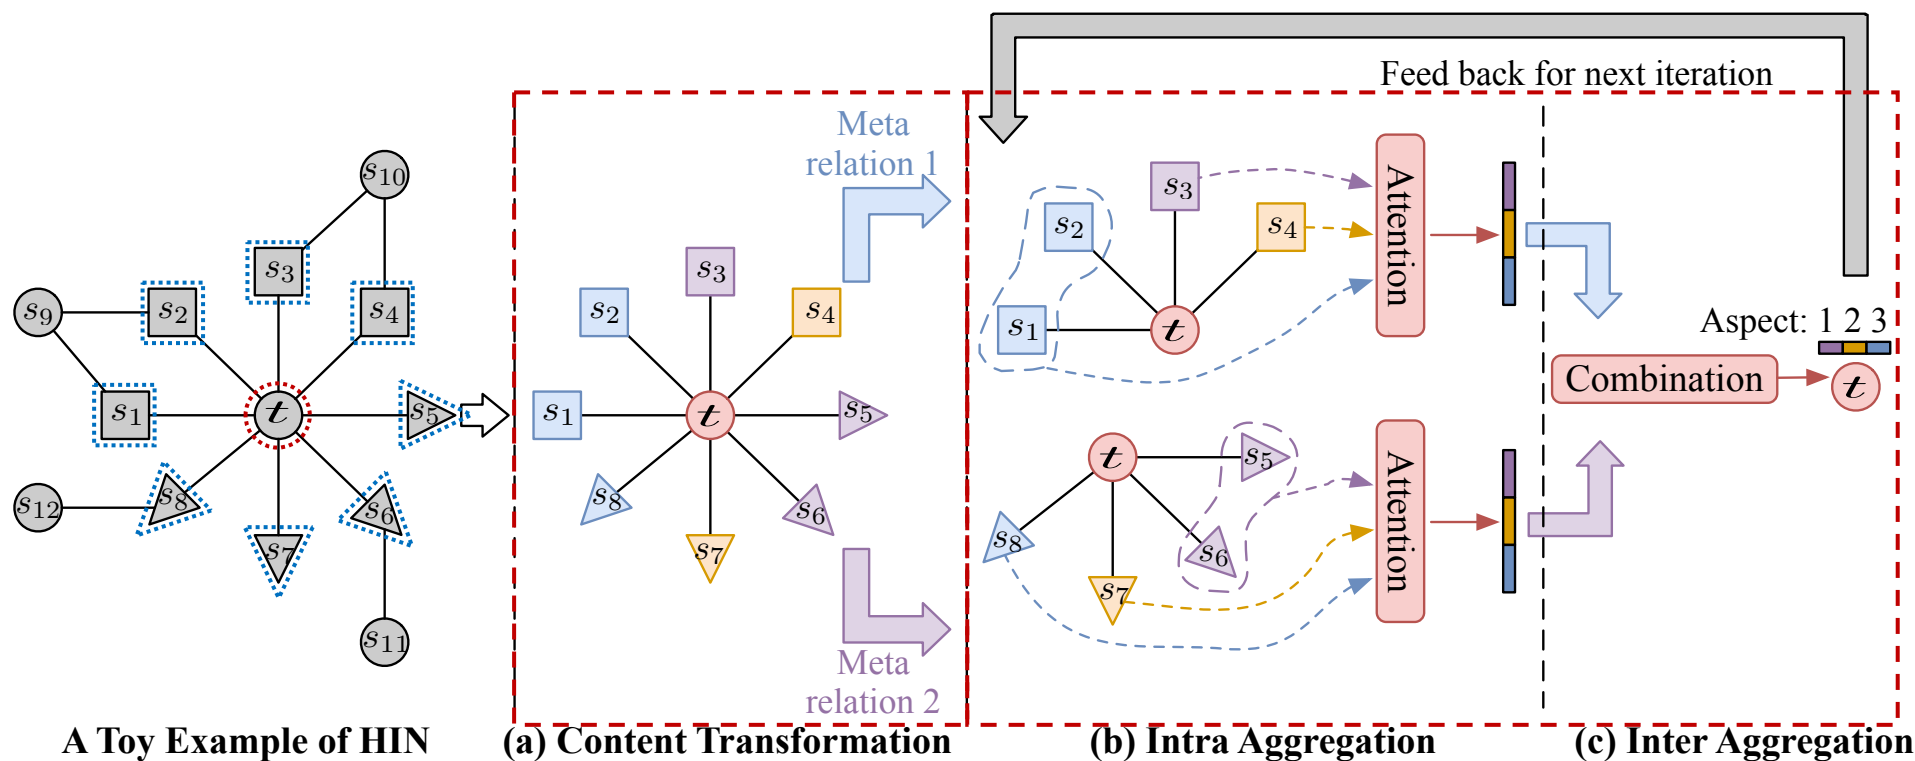 Feed back for next iteration
Meta
relation 1
s10
s3
s2
s4
s9
s1
t
s5
s8
s12
s6
s7
s11
s3
s2
s4
s1
t
s5
s8
s6
s7
Meta
relation 2
s3
s2
s4
s1
t
Attention
t
s5
s8
s6
s7
Attention
Aspect: 1 2 3
Combination
t
A Toy Example of HIN
(a) Content Transformation
(b) Intra Aggregation
(c) Inter Aggregation